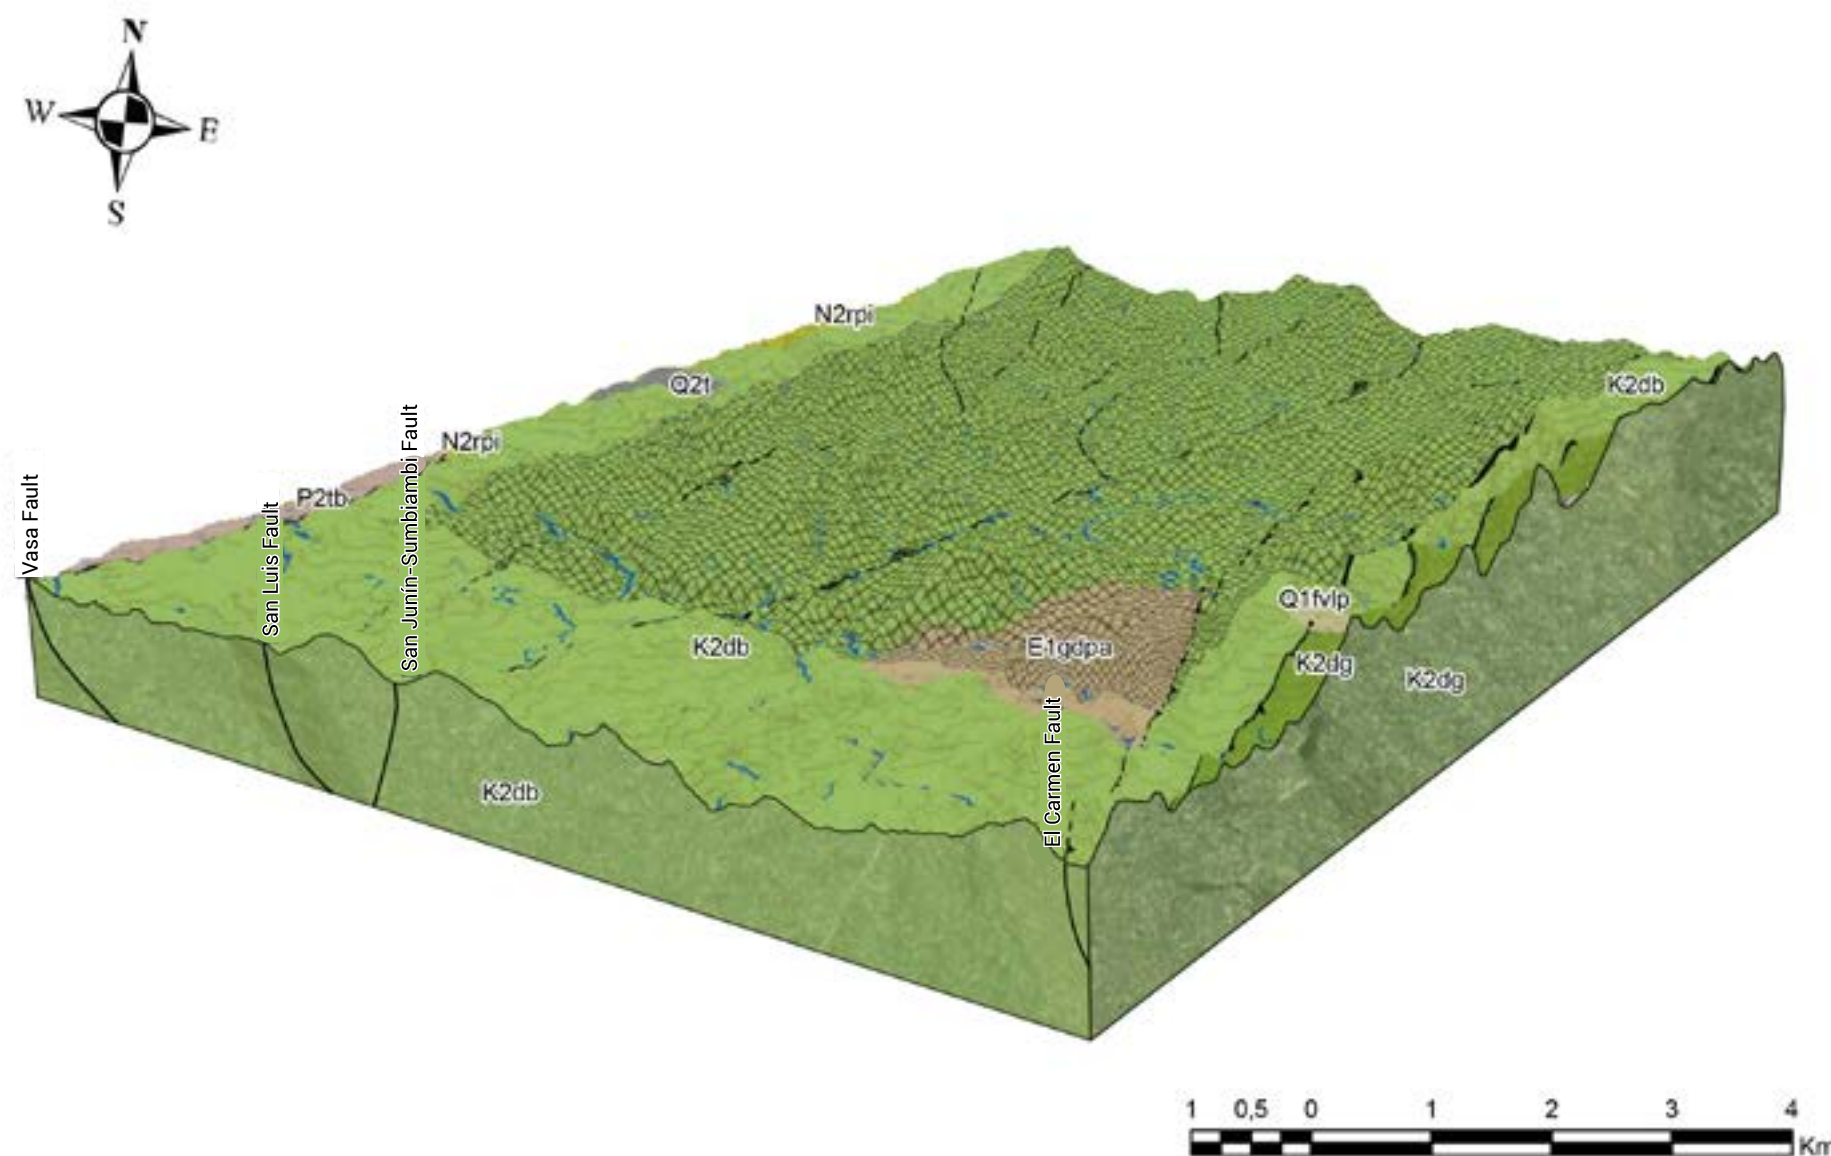 N
W
E
S
N2rpi
Q2t
K2db
N2rpi
P2tb
Vasa Fault
San Luis Fault
San Junín-Sumbiambi Fault
Q1fvlp
K2db
E1gdpa
K2dg
K2dg
El Carmen Fault
K2db
1 0,5 0 1 2 3 4
Km